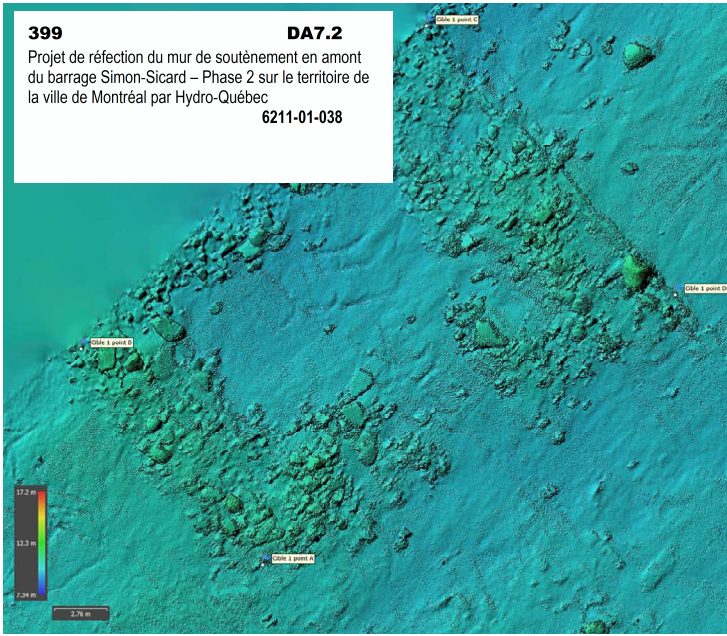 399 DA7.2
Projet de réfection du mur de soutènement en amont
du barrage Simon-Sicard – Phase 2 sur le territoire de
la ville de Montréal par Hydro-Québec
6211-01-038
Cible 1 point C
Cible 1 point D
Cible 1 point B
Cible 1 point A
17.2 m
12.3 m
7.34 m
2.76 m